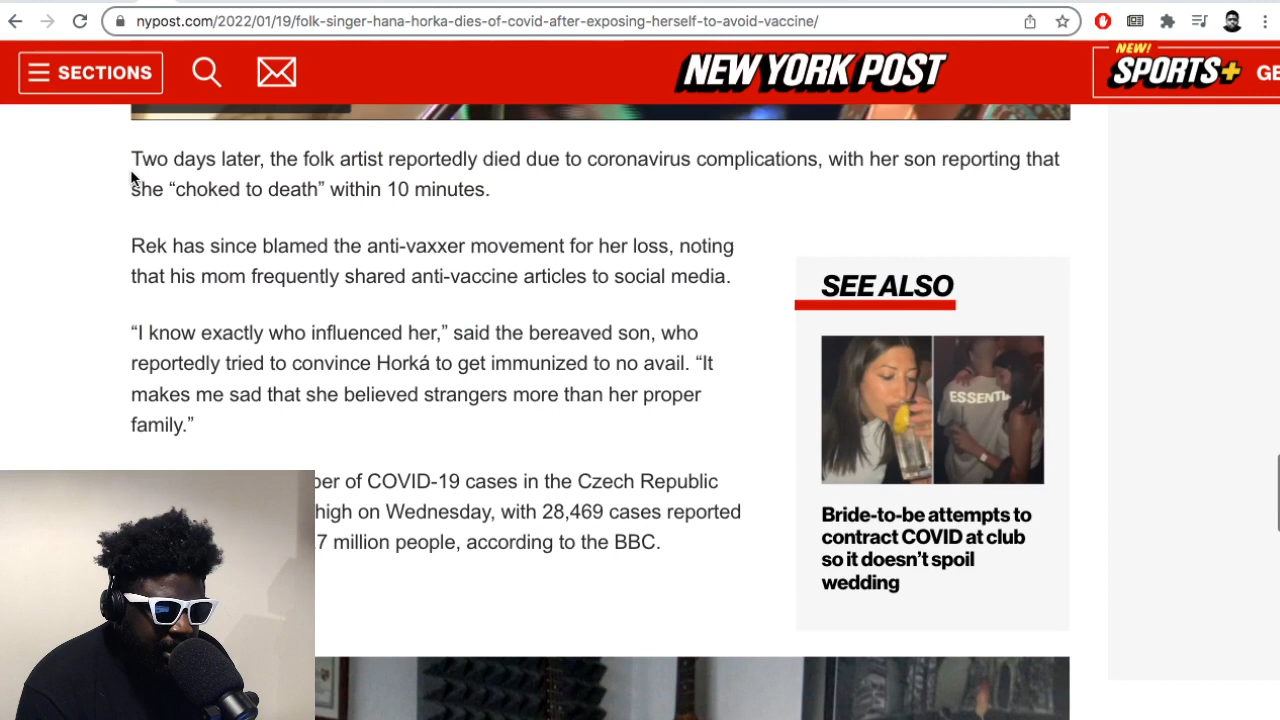 nypost.com/2022/01/19/folk-singer-hana-horka-dies-of-covid-after-exposing-herself-to-avoid-vaccine/
SECTIONS
NEW YORK POST
NEW!
SPORTS+
GE
Two days later, the folk artist reportedly died due to coronavirus complications, with her son reporting that
she “choked to death” within 10 minutes.
Rek has since blamed the anti-vaxxer movement for her loss, noting
that his mom frequently shared anti-vaccine articles to social media.
“I know exactly who influenced her,” said the bereaved son, who
reportedly tried to convince Horká to get immunized to no avail. “It
makes me sad that she believed strangers more than her proper
family.”
ber of COVID-19 cases in the Czech Republic
high on Wednesday, with 28,469 cases reported
.7 million people, according to the BBC.
SEE ALSO
ESSENTIA
Bride-to-be attempts to
contract COVID at club
so it doesn’t spoil
wedding